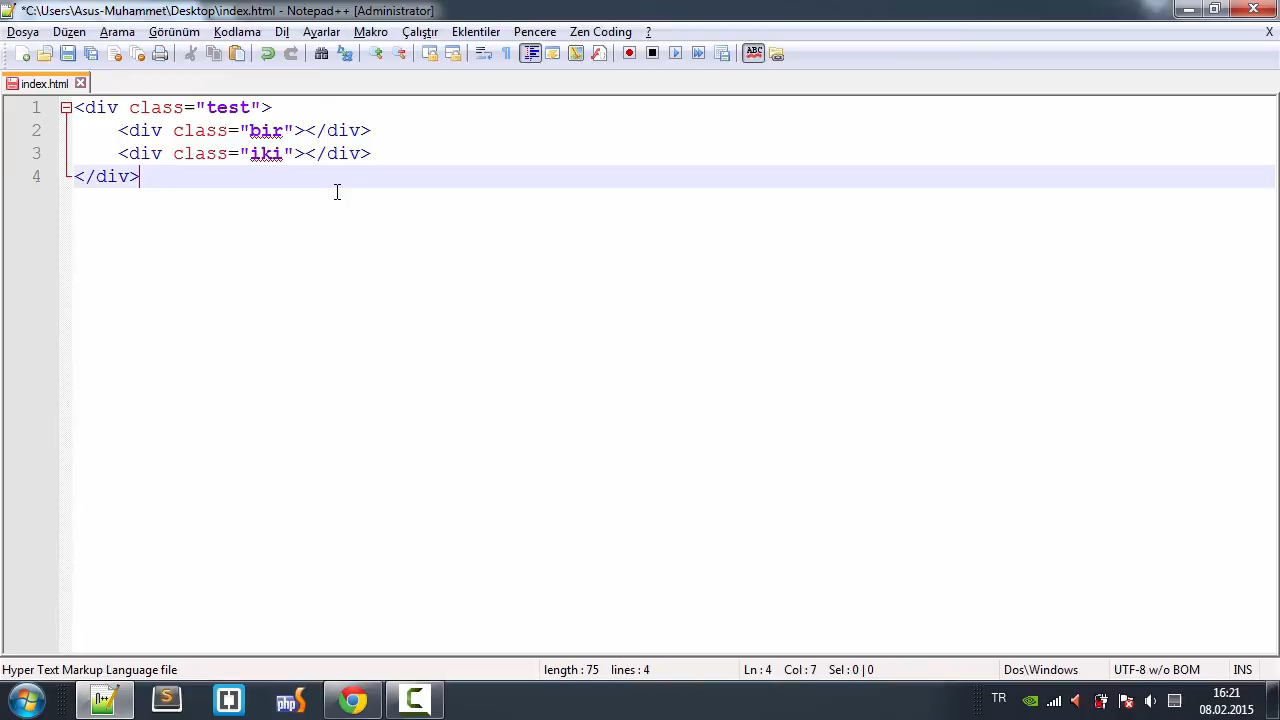 *C:\Users\Asus-Muhammet\Desktop\index.html - Notepad++ [Administrator]
Dosya Düzen Arama Görünüm Kodlama Dil Ayarlar Makro Çalıştır Eklentiler Pencere Zen Coding ? X
ABC
index.html
1 <div class="test">
2 <div class="bir"></div>
3 <div class="iki"></div>
4 </div>
Hyper Text Markup Language file length : 75 lines : 4 Ln : 4 Col : 7 Sel : 0 | 0 Dos\Windows UTF-8 w/o BOM INS
n++ S php C TR 16:21
08.02.2015